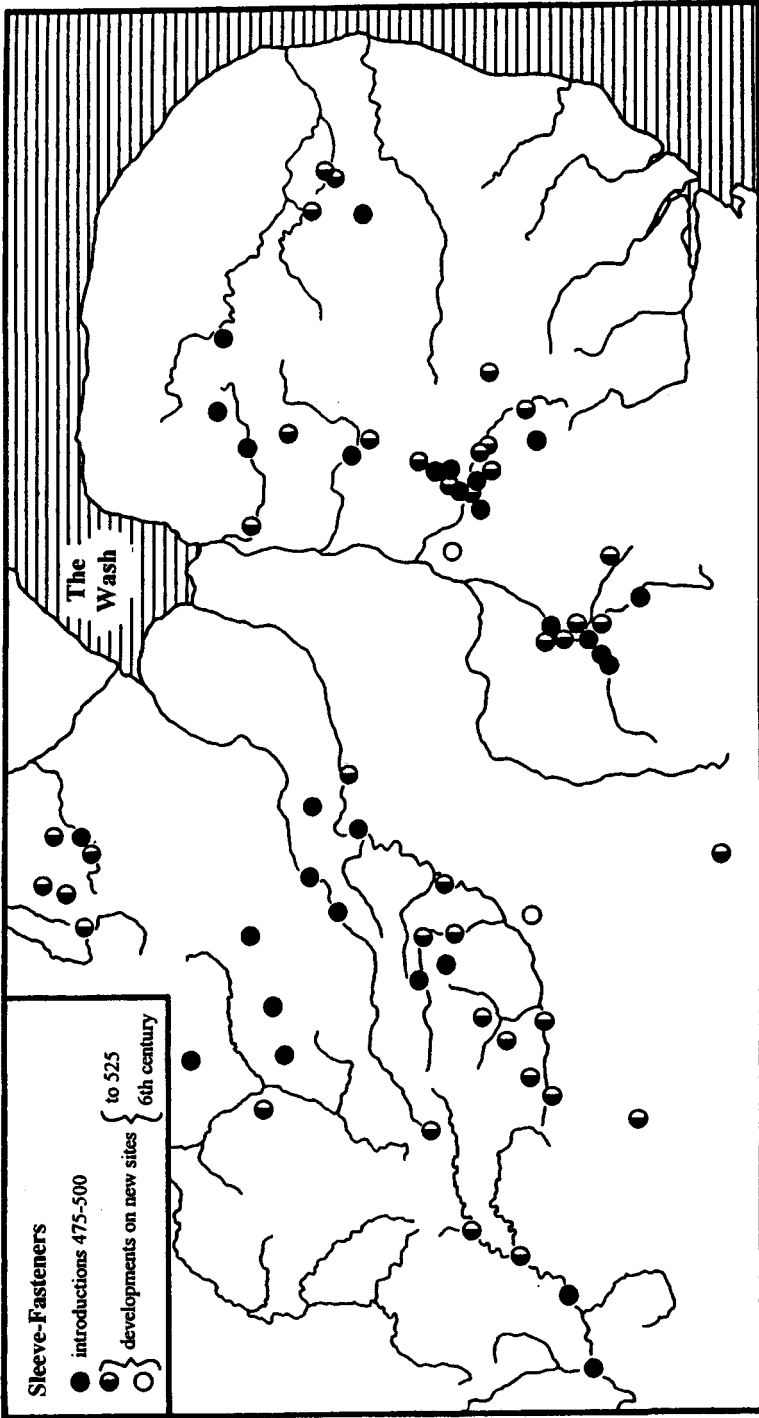 The
Wash
Sleeve-Fasteners
introductions 475-500
developments on new sites
to 525
6th century